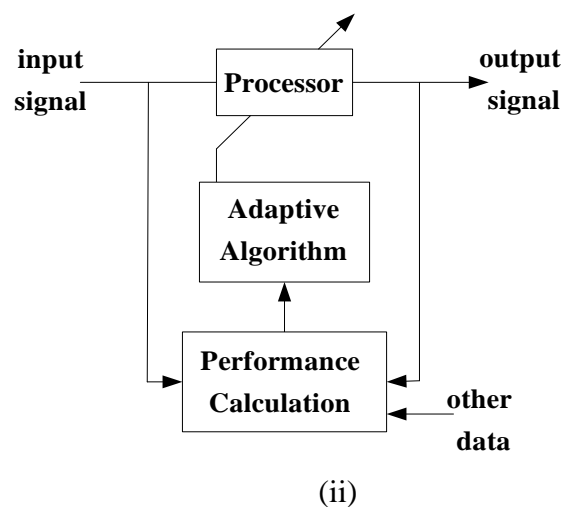 input
signal
Processor
output
signal
Adaptive
Algorithm
Performance
Calculation
other
data
(ii)